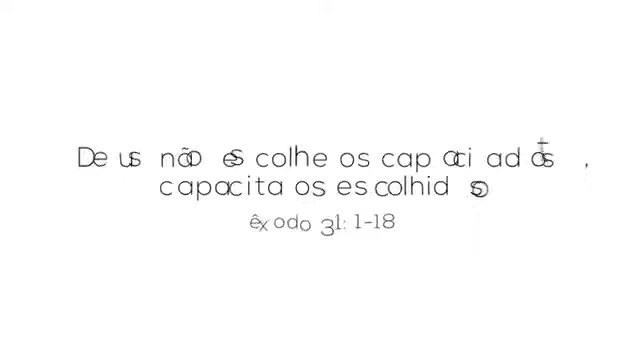 Deus não escolhe os capacitados,
capacita os escolhidos
êxodo 31: 1-18